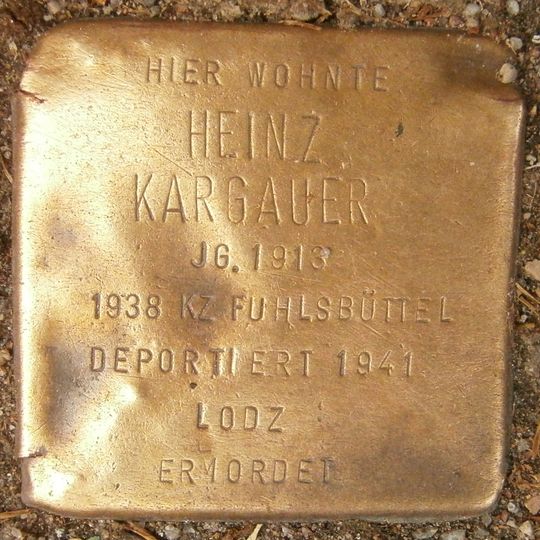 HIER WOHNTE
HEINZ
KARGAUER
JG. 1913
1938 KZ FUHLSBÜTTEL
DEPORTIERT 1941
LODZ
ERMORDET